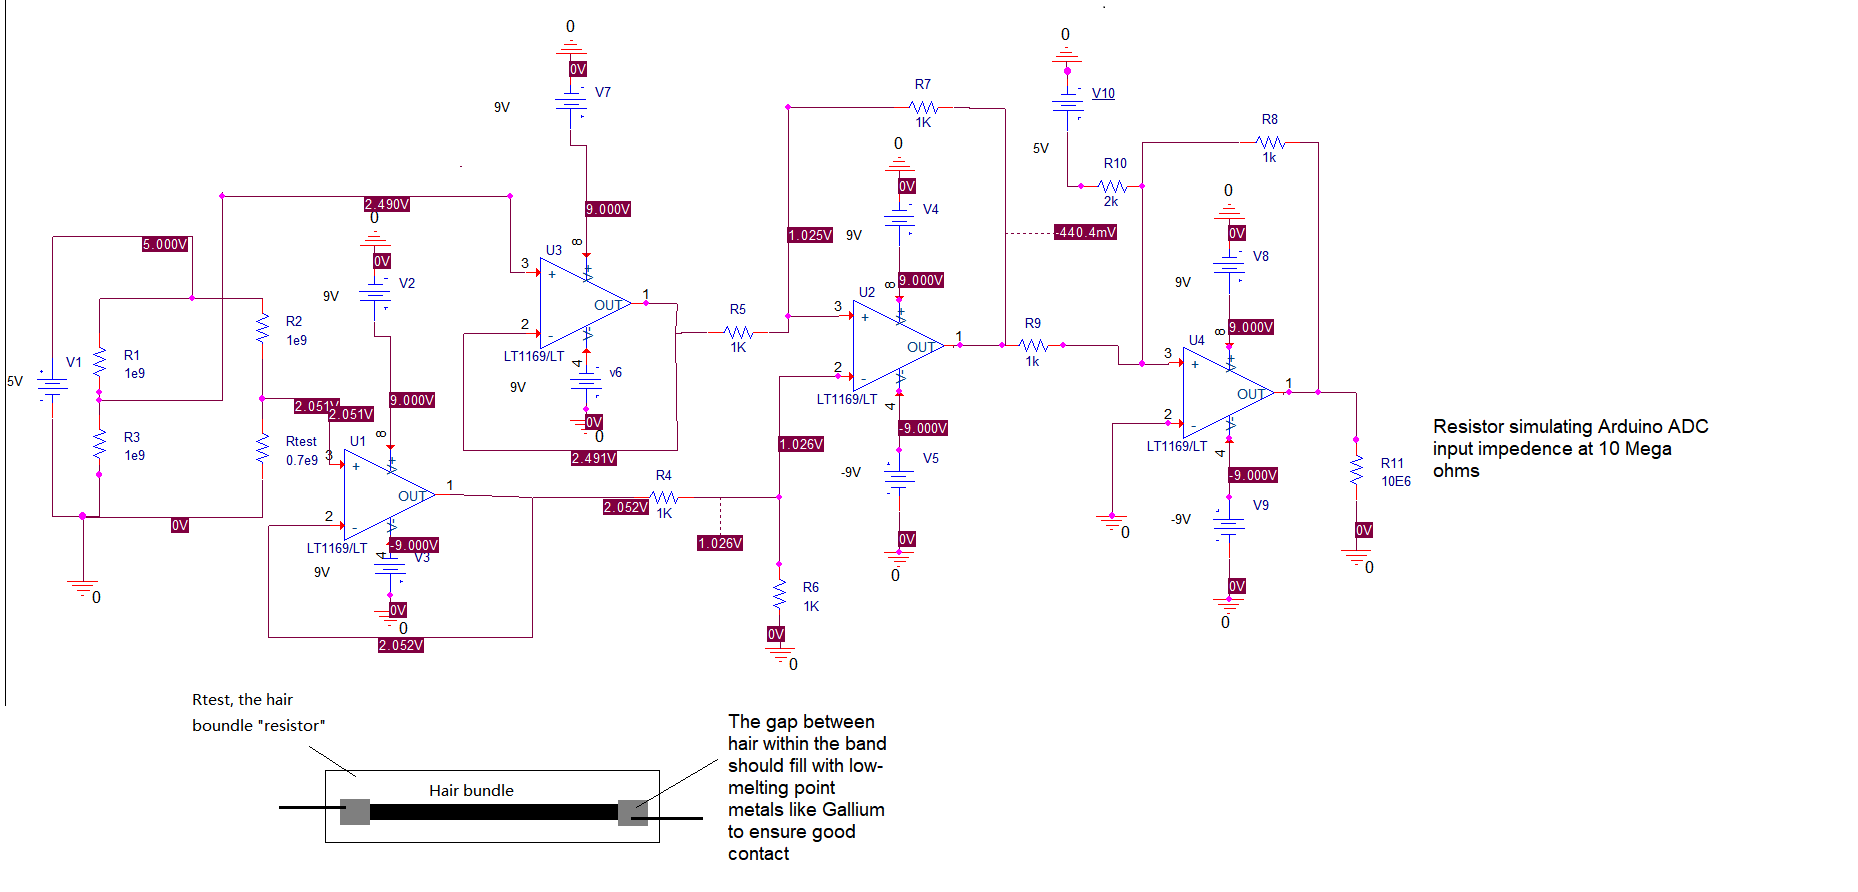 0
0V
V7
9V
0
V10
5V
R10
2k
R8
1k
R7
1K
0
0V
V4
9V
9.000V
1.025V
-440.4mV
0
0V
V8
9V
9.000V
2.490V
0
0V
V2
9V
9.000V
9.000V
5.000V
5V
V1
R1
1e9
R2
1e9
R3
1e9
Rtest
0.7e9
2.051V
2.051V
0V
0
U3
3
+
2
-
8
V+
OUT
1
V-
4
LT1169/LT
9V
v6
0V
0
2.491V
U1
3
+
2
-
8
V+
OUT
1
V-
4
LT1169/LT
-9.000V
9V
V3
0V
0
2.052V
R5
1K
R4
1K
2.052V
1.026V
1.026V
R6
1K
0V
0
U2
3
+
2
-
8
V+
OUT
1
V-
4
LT1169/LT
-9.000V
-9V
V5
0V
0
R9
1k
U4
3
+
2
-
8
V+
OUT
1
V-
4
LT1169/LT
-9.000V
-9V
V9
0V
0
0
R11
10E6
0V
0
Resistor simulating Arduino ADC
input impedence at 10 Mega
ohms
Rtest, the hair
boundle "resistor"
Hair bundle
The gap between
hair within the band
should fill with low-
melting point
metals like Gallium
to ensure good
contact